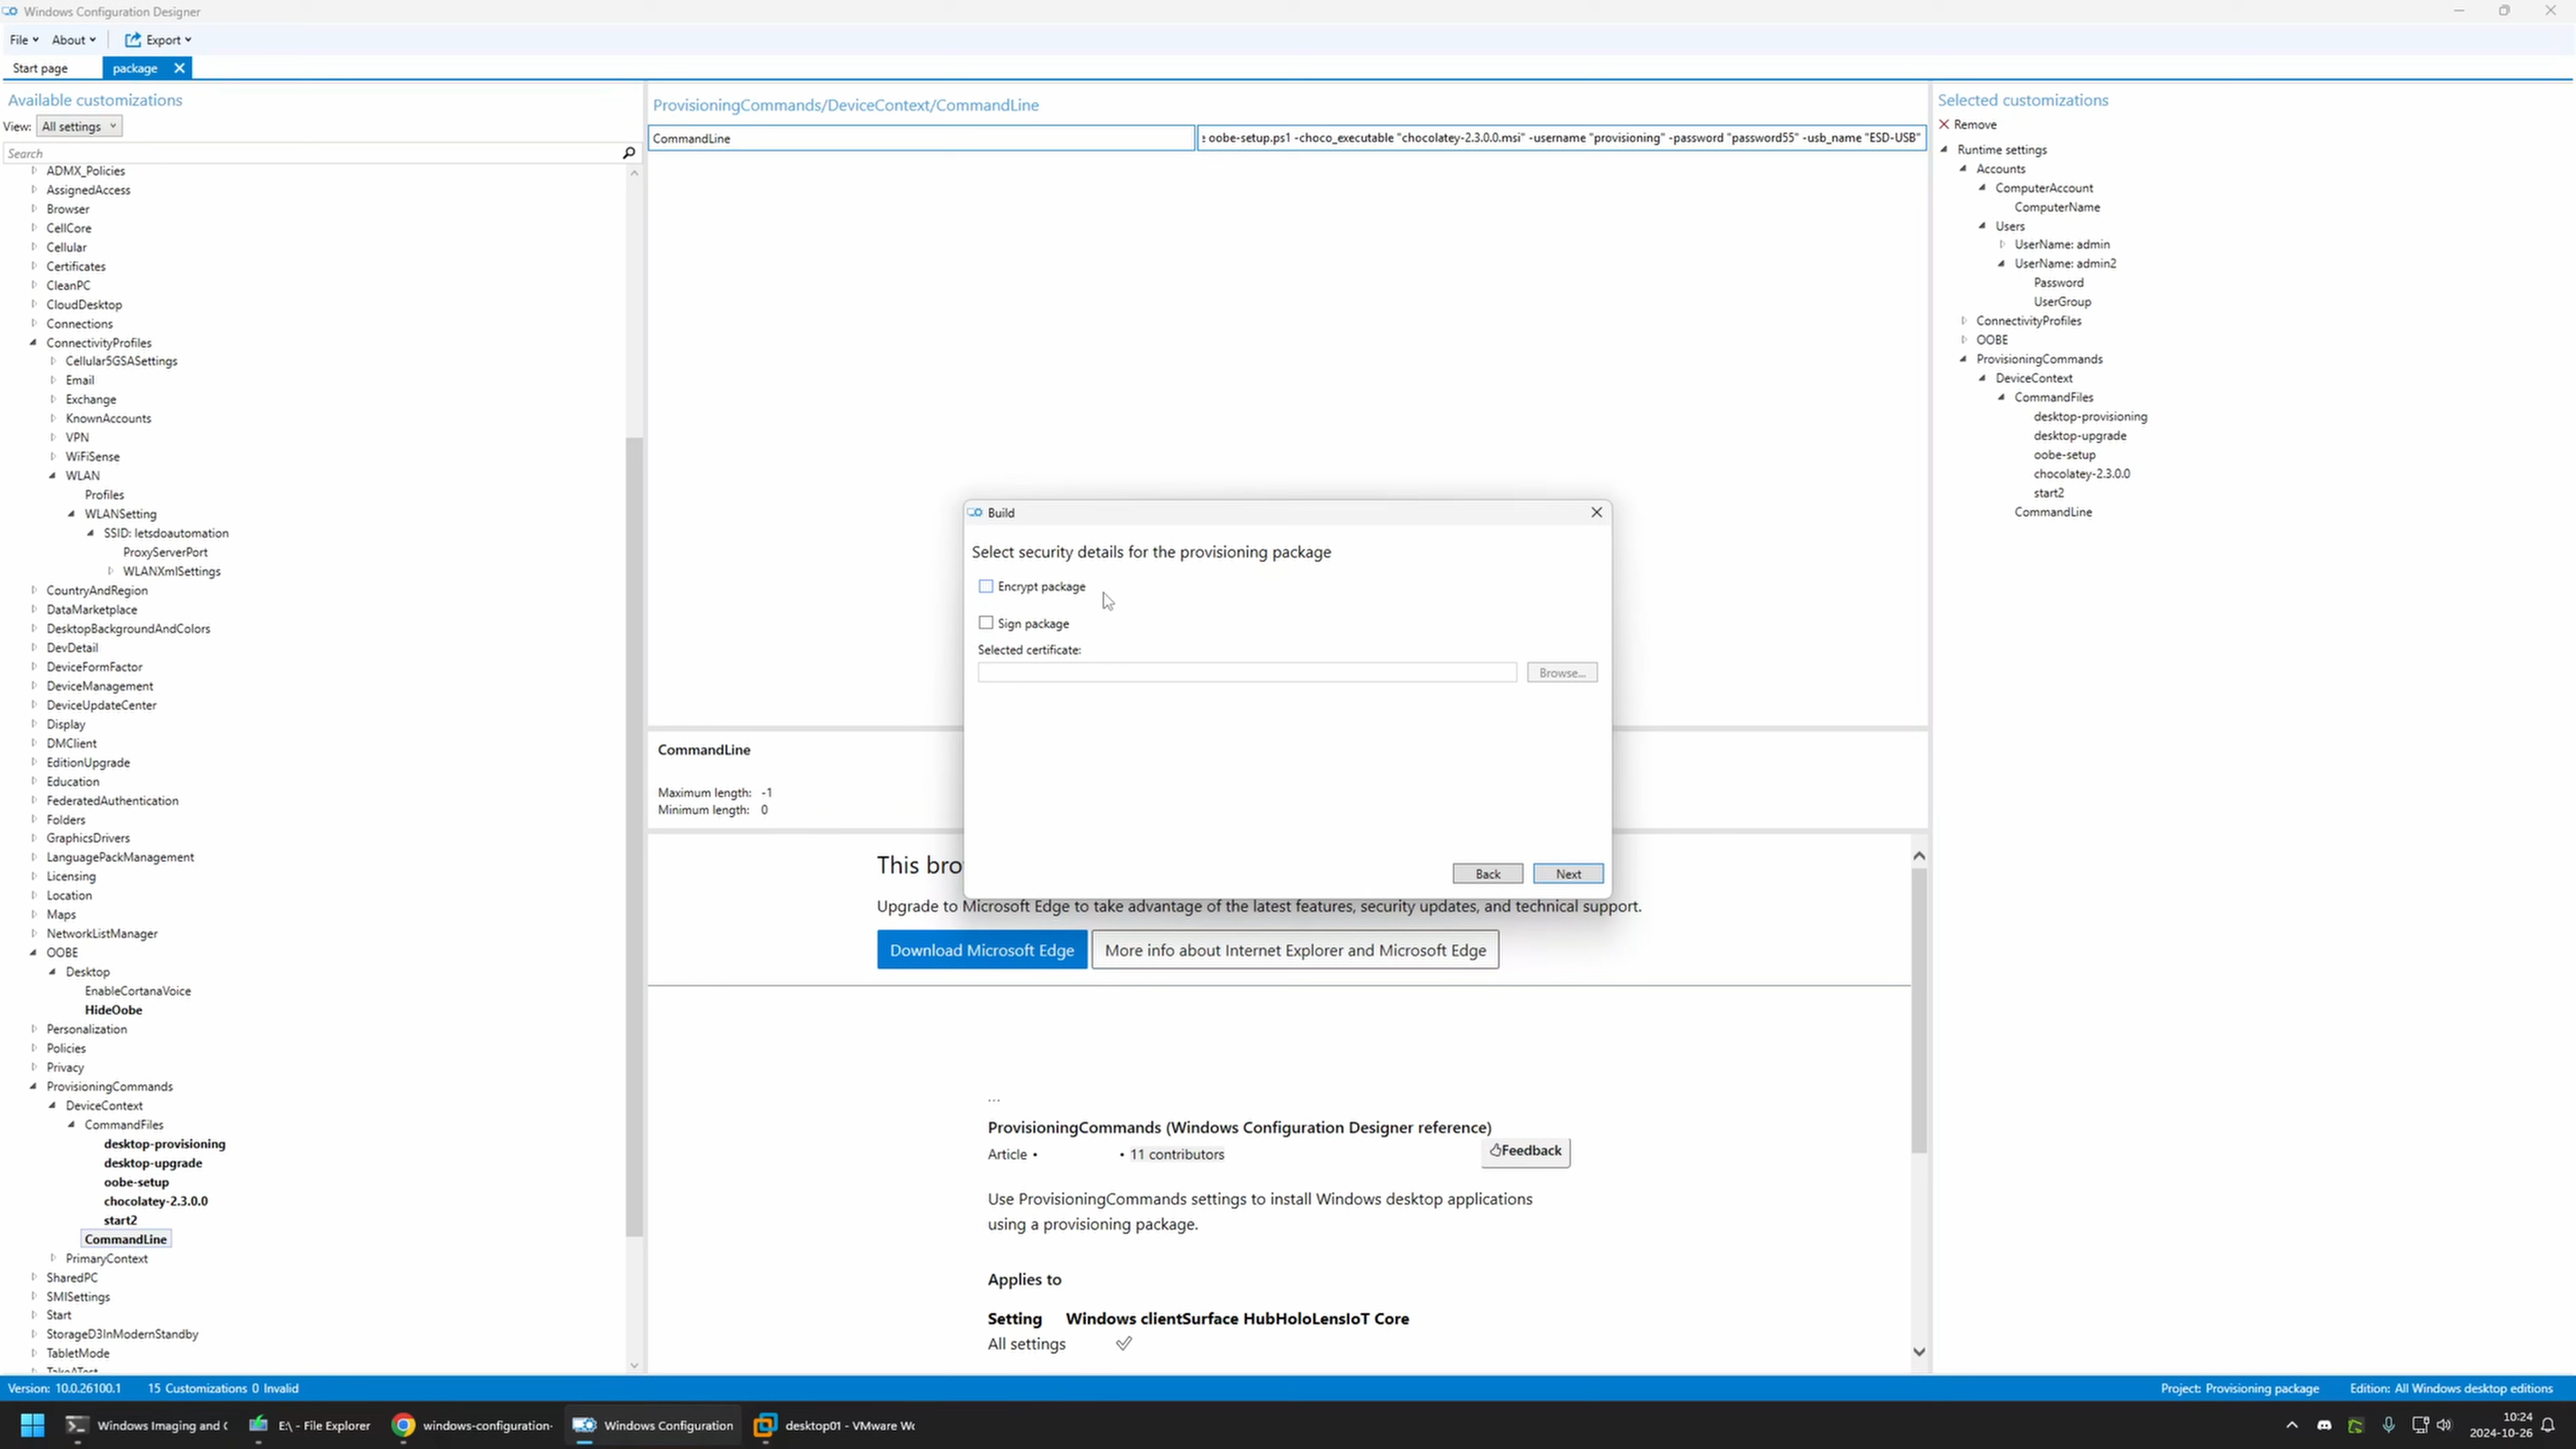 Windows Configuration Designer
File About Export
Start page package
Available customizations
View: All settings
Search
ADMX_Policies
AssignedAccess
Browser
CellCore
Cellular
Certificates
CleanPC
CloudDesktop
Connections
ConnectivityProfiles
Cellular5GSASettings
Email
Exchange
KnownAccounts
VPN
WiFiSense
WLAN
Profiles
WLANSetting
SSID: letsdoautomation
ProxyServerPort
WLANXmlSettings
CountryAndRegion
DataMarketplace
DesktopBackgroundAndColors
DevDetail
DeviceFormFactor
DeviceManagement
DeviceUpdateCenter
Display
DMClient
EditionUpgrade
Education
FederatedAuthentication
Folders
GraphicsDrivers
LanguagePackManagement
Licensing
Location
Maps
NetworkListManager
OOBE
Desktop
EnableCortanaVoice
HideOobe
Personalization
Policies
Privacy
ProvisioningCommands
DeviceContext
CommandFiles
desktop-provisioning
desktop-upgrade
oobe-setup
chocolatey-2.3.0.0
start2
CommandLine
PrimaryContext
SharedPC
SMISettings
Start
StorageD3InModernStandby
TabletMode
ProvisioningCommands/DeviceContext/CommandLine
CommandLine
oobe-setup.ps1 -choco_executable "chocolatey-2.3.0.0.msi" -username "provisioning" -password "password55" -usb_name "ESD-USB"
Build
Select security details for the provisioning package
Encrypt package
Sign package
Selected certificate:
Browse...
Back Next
CommandLine
Maximum length: -1
Minimum length: 0
This bro
Upgrade to Microsoft Edge to take advantage of the latest features, security updates, and technical support.
Download Microsoft Edge More info about Internet Explorer and Microsoft Edge
...
ProvisioningCommands (Windows Configuration Designer reference)
Article • • 11 contributors
Feedback
Use ProvisioningCommands settings to install Windows desktop applications
using a provisioning package.
Applies to
Setting Windows clientSurface HubHoloLensIoT Core
All settings ✓
Selected customizations
Remove
Runtime settings
Accounts
ComputerAccount
ComputerName
Users
UserName: admin
UserName: admin2
Password
UserGroup
ConnectivityProfiles
OOBE
ProvisioningCommands
DeviceContext
CommandFiles
desktop-provisioning
desktop-upgrade
oobe-setup
chocolatey-2.3.0.0
start2
CommandLine
Version: 10.0.26100.1 15 Customizations 0 Invalid
Project: Provisioning package Edition: All Windows desktop editions
Windows Imaging and C
E:\ - File Explorer
windows-configuration-
Windows Configuration
desktop01 - VMware Wo
10:24
2024-10-26